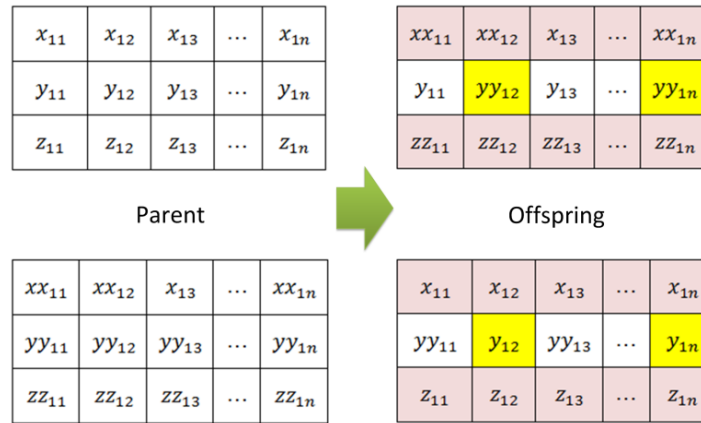 x₁₁ x₁₂ x₁₃ ... x₁ₙ
y₁₁ y₁₂ y₁₃ ... y₁ₙ
z₁₁ z₁₂ z₁₃ ... z₁ₙ
Parent
xx₁₁ xx₁₂ x₁₃ ... xx₁ₙ
yy₁₁ yy₁₂ yy₁₃ ... yy₁ₙ
zz₁₁ zz₁₂ zz₁₃ ... zz₁ₙ
xx₁₁ xx₁₂ x₁₃ ... xx₁ₙ
y₁₁ yy₁₂ y₁₃ ... yy₁ₙ
zz₁₁ zz₁₂ zz₁₃ ... zz₁ₙ
Offspring
x₁₁ x₁₂ x₁₃ ... x₁ₙ
yy₁₁ y₁₂ yy₁₃ ... y₁ₙ
z₁₁ z₁₂ z₁₃ ... z₁ₙ